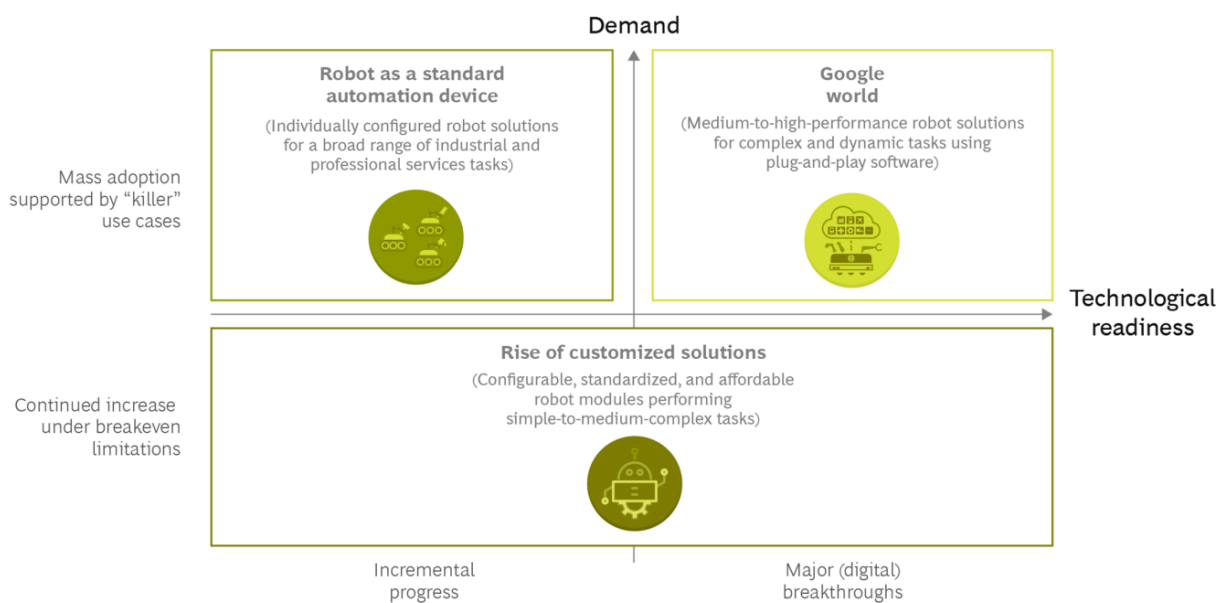 Demand
Robot as a standard
automation device
(Individually configured robot solutions
for a broad range of industrial and
professional services tasks)
Google
world
(Medium-to-high-performance robot solutions
for complex and dynamic tasks using
plug-and-play software)
Mass adoption
supported by “killer”
use cases
Technological
readiness
Rise of customized solutions
(Configurable, standardized, and affordable
robot modules performing
simple-to-medium-complex tasks)
Continued increase
under breakeven
limitations
Incremental
progress
Major (digital)
breakthroughs